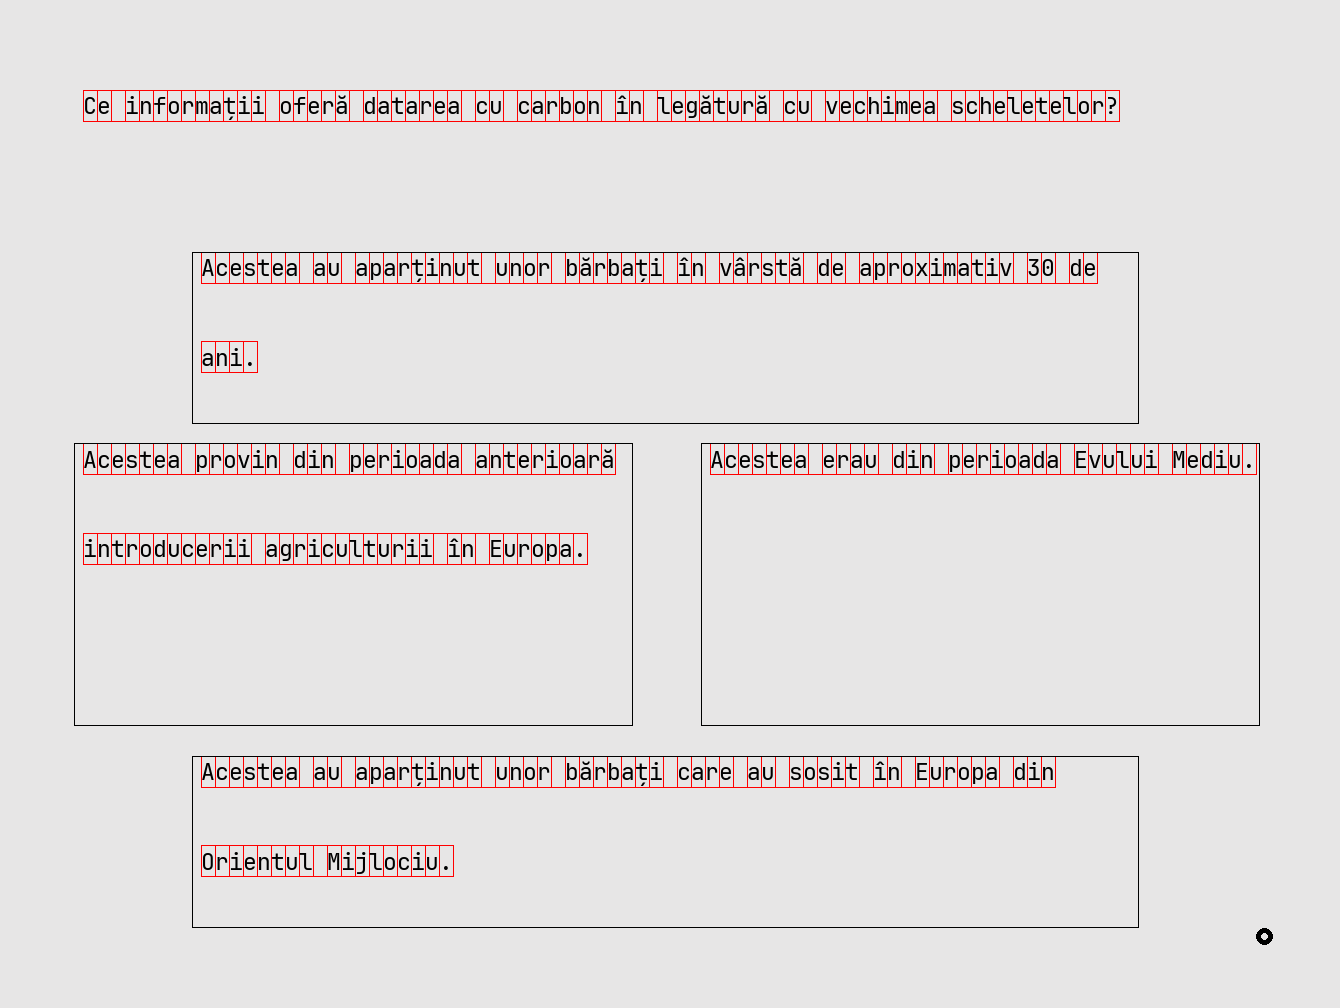 Ce informații oferă datarea cu carbon în legătură cu vechimea scheletelor?
Acestea au aparținut unor bărbați în vârstă de aproximativ 30 de
ani.
Acestea provin din perioada anterioară
introducerii agriculturii în Europa.
Acestea erau din perioada Evului Mediu.
Acestea au aparținut unor bărbați care au sosit în Europa din
Orientul Mijlociu.